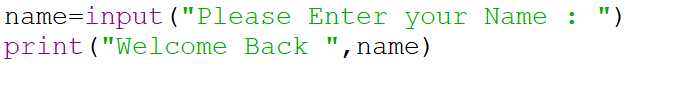 name=input("Please Enter your Name : ")
print("Welcome Back ",name)